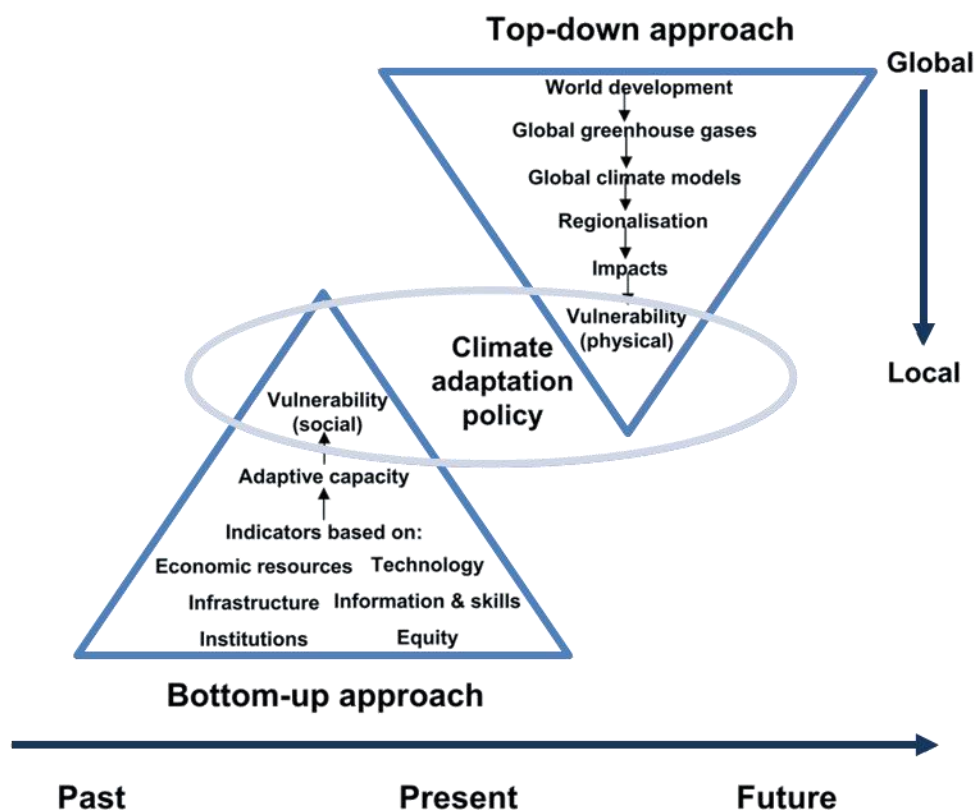 Top-down approach
Global
World development
Global greenhouse gases
Global climate models
Regionalisation
Impacts
Vulnerability
(physical)
Local
Climate
adaptation
policy
Vulnerability
(social)
Adaptive capacity
Indicators based on:
Economic resources Technology
Infrastructure Information & skills
Institutions Equity
Bottom-up approach
Past Present Future